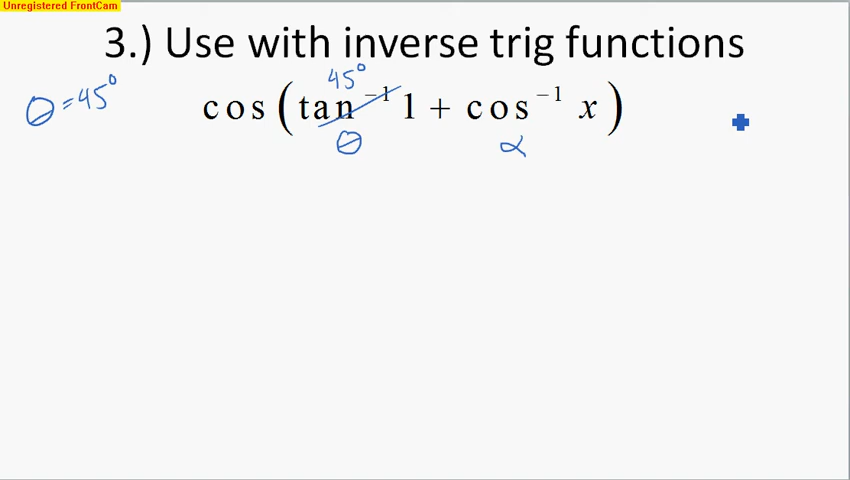 Unregistered FrontCam
3.) Use with inverse trig functions
θ = 45°
45°
cos(tan⁻¹ 1 + cos⁻¹ x)
θ
α